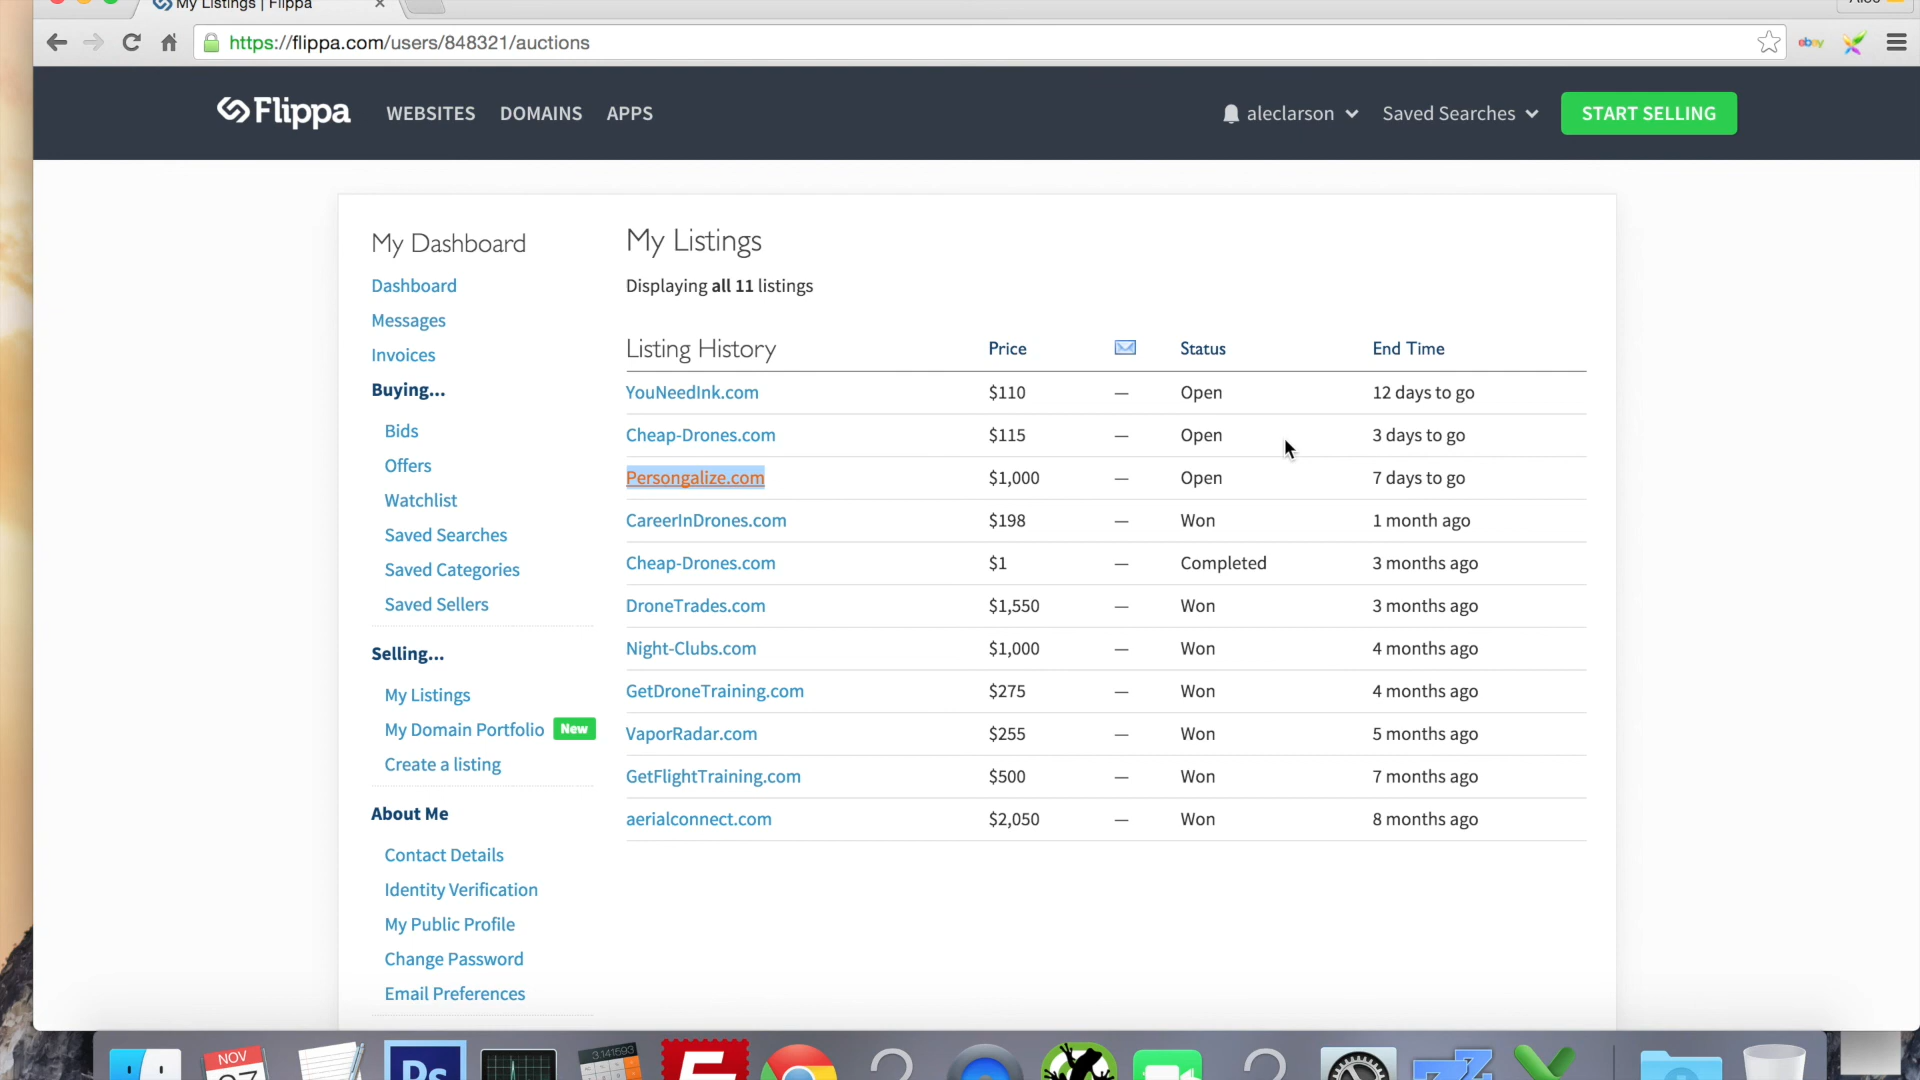 My Listings | Flippa
https://flippa.com/users/848321/auctions
ebay
Flippa WEBSITES DOMAINS APPS aleclarson Saved Searches START SELLING
My Dashboard
Dashboard
Messages
Invoices
Buying...
Bids
Offers
Watchlist
Saved Searches
Saved Categories
Saved Sellers
Selling...
My Listings
My Domain Portfolio New
Create a listing
About Me
Contact Details
Identity Verification
My Public Profile
Change Password
Email Preferences
My Listings
Displaying all 11 listings
Listing History Price Status End Time
YouNeedInk.com $110 — Open 12 days to go
Cheap-Drones.com $115 — Open 3 days to go
Persongalize.com $1,000 — Open 7 days to go
CareerInDrones.com $198 — Won 1 month ago
Cheap-Drones.com $1 — Completed 3 months ago
DroneTrades.com $1,550 — Won 3 months ago
Night-Clubs.com $1,000 — Won 4 months ago
GetDroneTraining.com $275 — Won 4 months ago
VaporRadar.com $255 — Won 5 months ago
GetFlightTraining.com $500 — Won 7 months ago
aerialconnect.com $2,050 — Won 8 months ago
NOV
Ps
3.141593